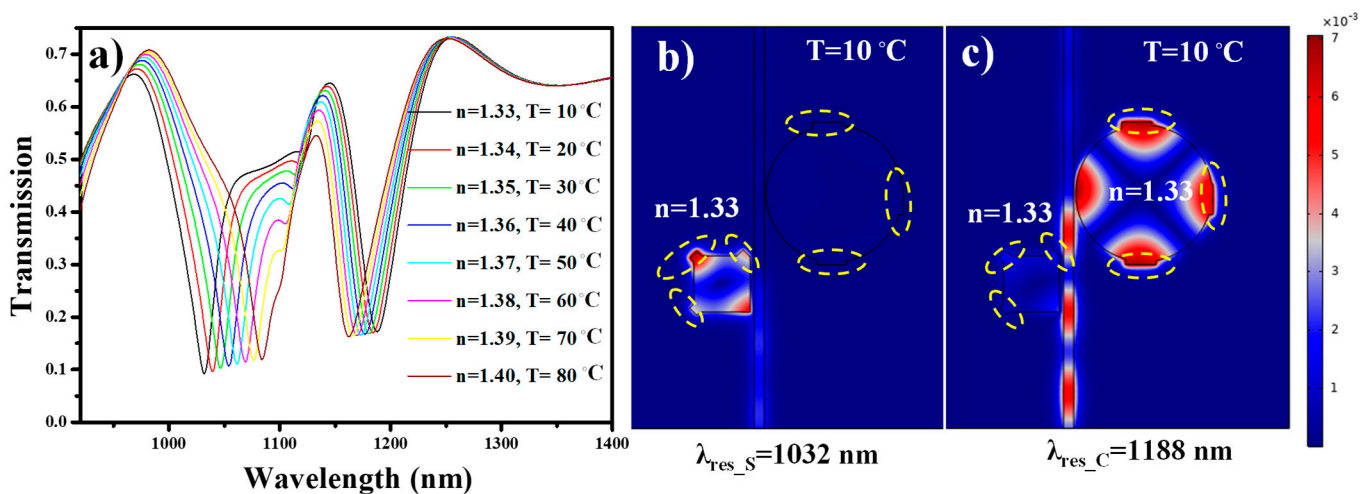 a)
Transmission
0.7
0.6
0.5
0.4
0.3
0.2
0.1
0.0
n=1.33, T= 10 °C
n=1.34, T= 20 °C
n=1.35, T= 30 °C
n=1.36, T= 40 °C
n=1.37, T= 50 °C
n=1.38, T= 60 °C
n=1.39, T= 70 °C
n=1.40, T= 80 °C
1000 1100 1200 1300 1400
Wavelength (nm)
b)
T=10 °C
n=1.33
λres_S=1032 nm
c)
T=10 °C
n=1.33
n=1.33
λres_C=1188 nm
×10⁻³
7
6
5
4
3
2
1